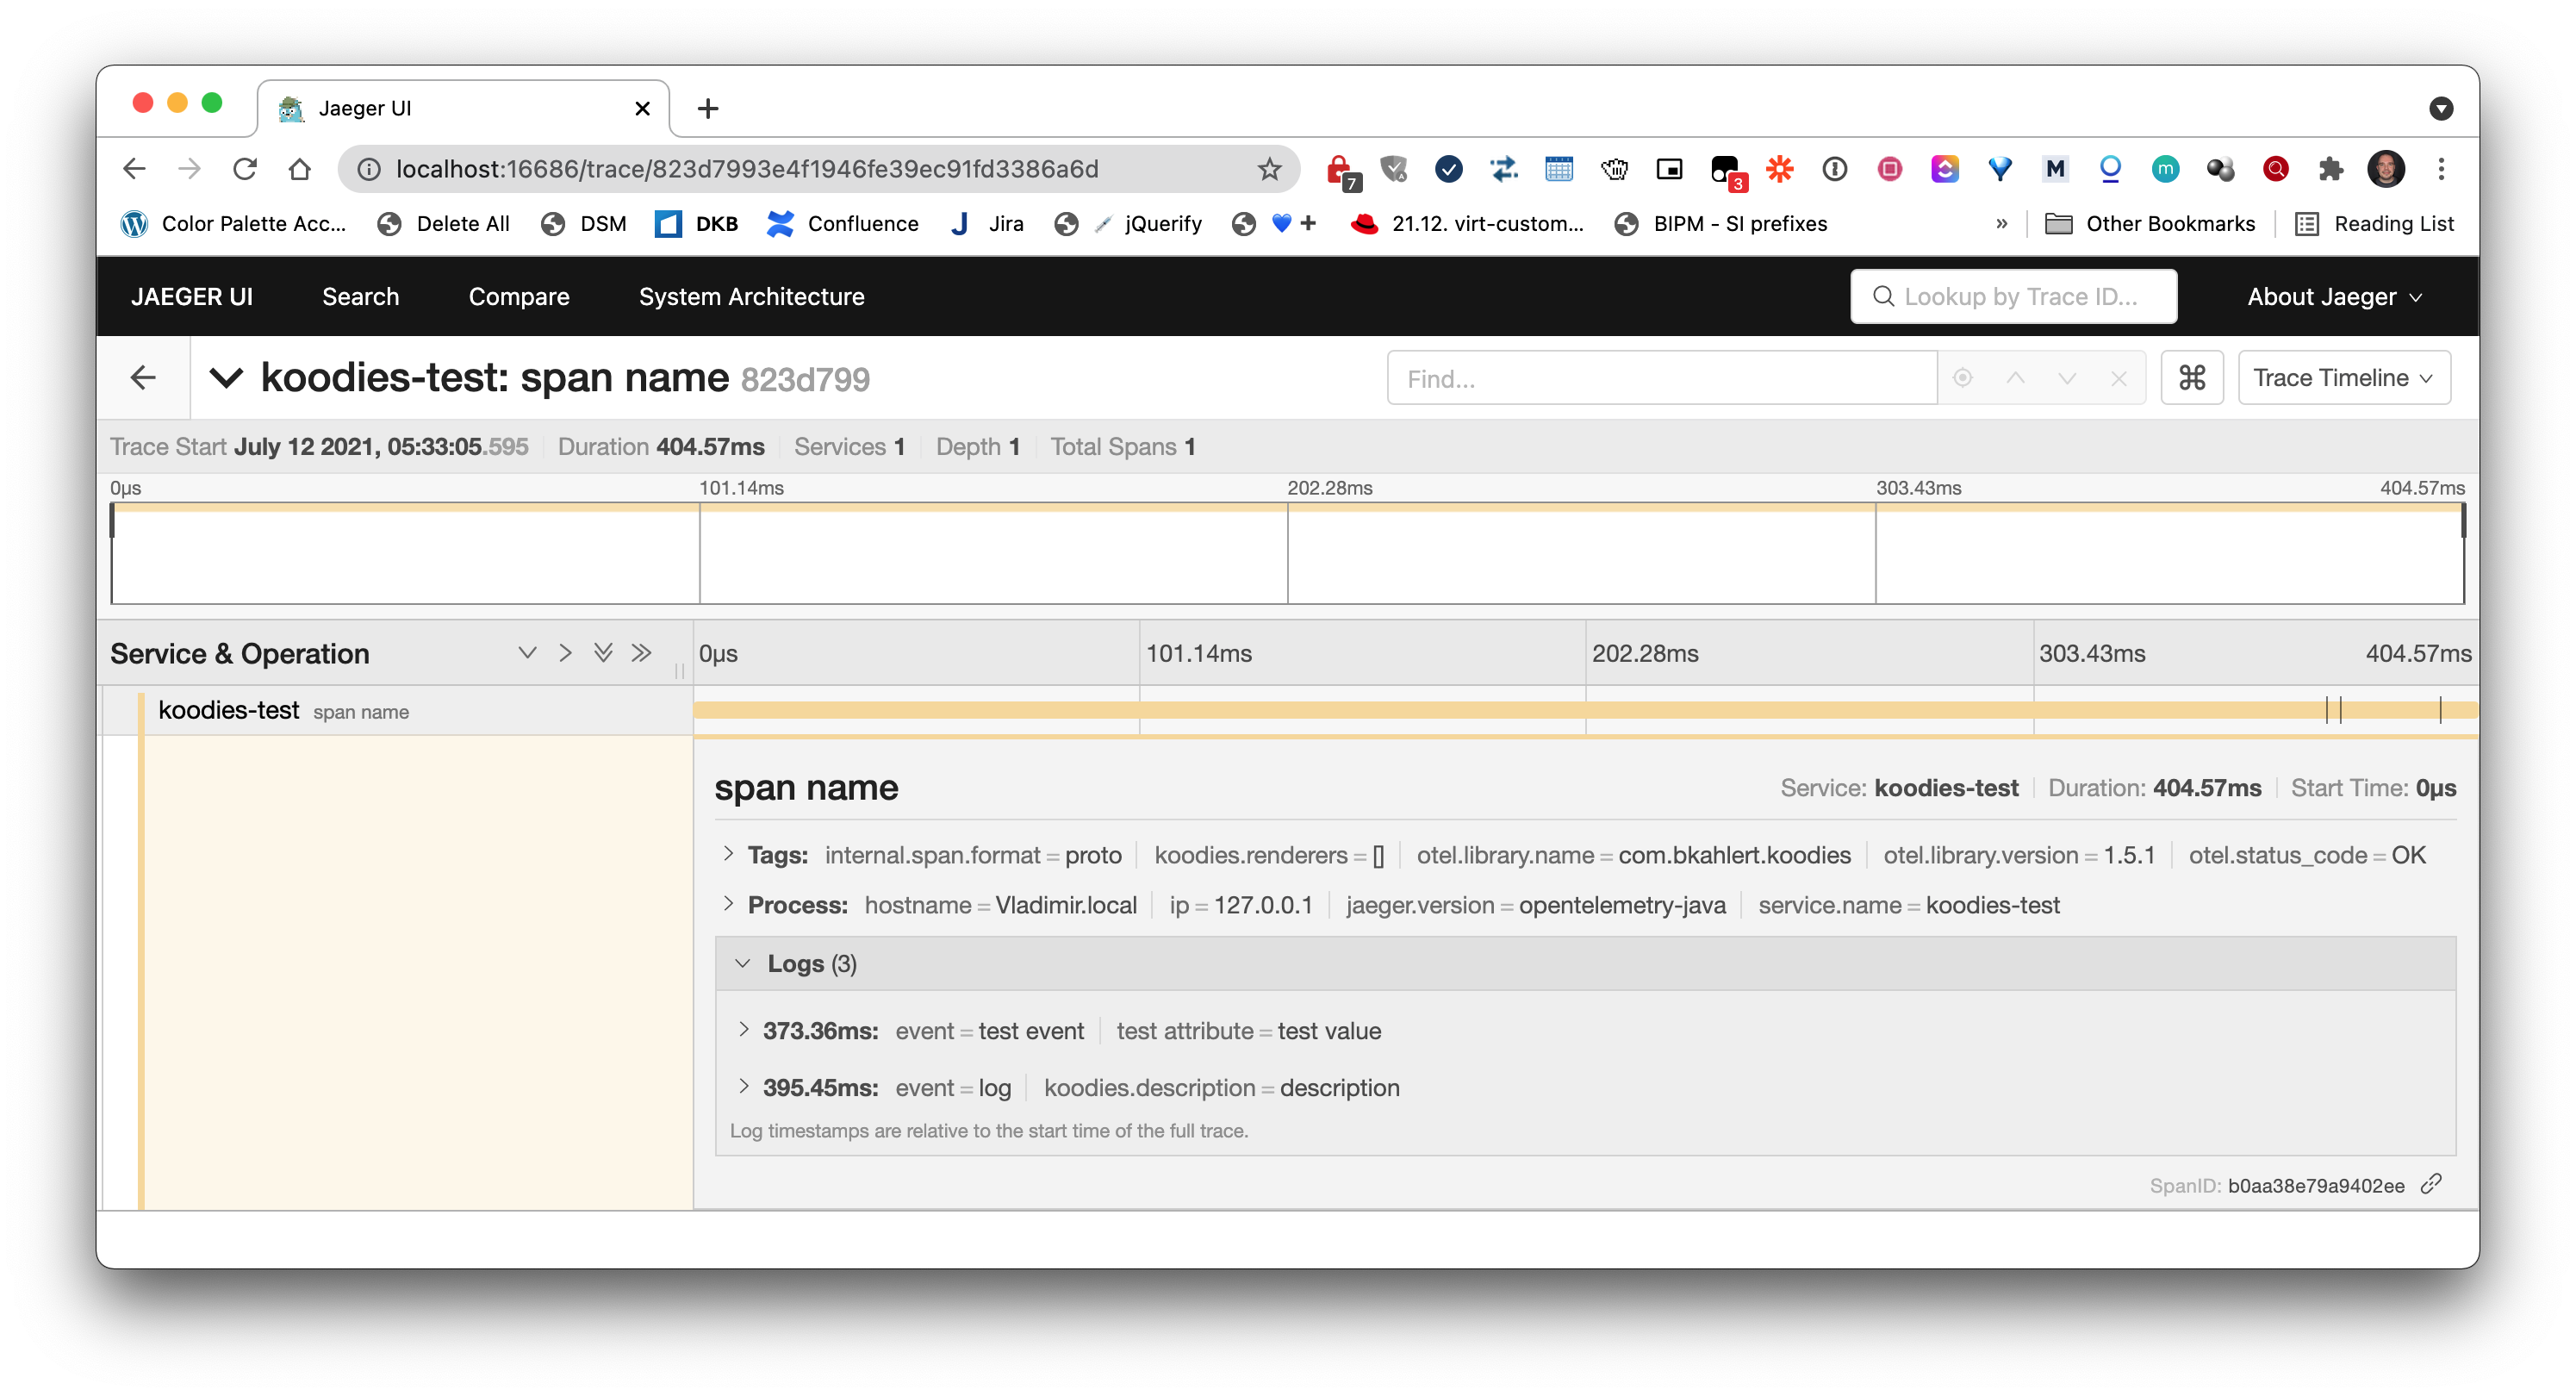 Jaeger UI
localhost:16686/trace/823d7993e4f1946fe39ec91fd3386a6d
7
3
M
m
Color Palette Acc... Delete All DSM DKB Confluence Jira jQuerify + 21.12. virt-custom... BIPM - SI prefixes » Other Bookmarks Reading List
JAEGER UI Search Compare System Architecture Lookup by Trace ID... About Jaeger
koodies-test: span name 823d799 Find... ⌘ Trace Timeline
Trace Start July 12 2021, 05:33:05.595 Duration 404.57ms Services 1 Depth 1 Total Spans 1
0μs 101.14ms 202.28ms 303.43ms 404.57ms
Service & Operation 0μs 101.14ms 202.28ms 303.43ms 404.57ms
koodies-test span name
span name Service: koodies-test Duration: 404.57ms Start Time: 0μs
Tags: internal.span.format = proto koodies.renderers = [] otel.library.name = com.bkahlert.koodies otel.library.version = 1.5.1 otel.status_code = OK
Process: hostname = Vladimir.local ip = 127.0.0.1 jaeger.version = opentelemetry-java service.name = koodies-test
Logs (3)
373.36ms: event = test event test attribute = test value
395.45ms: event = log koodies.description = description
Log timestamps are relative to the start time of the full trace.
SpanID: b0aa38e79a9402ee